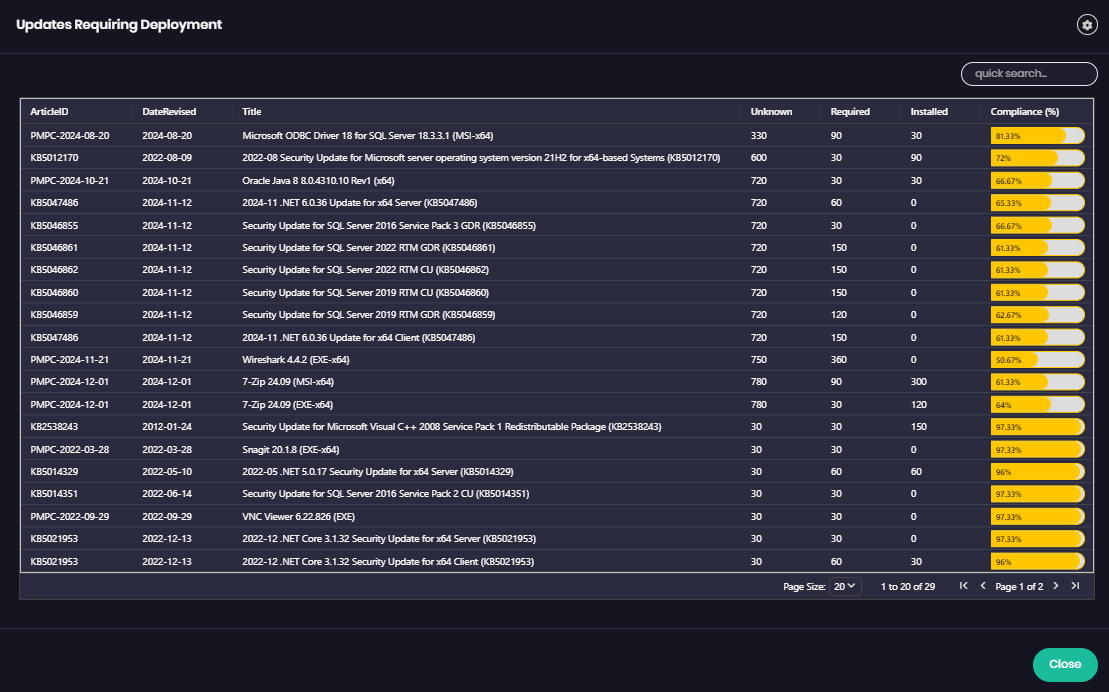 Updates Requiring Deployment
quick search...
ArticleID DateRevised Title Unknown Required Installed Compliance (%)
PMPC-2024-08-20 2024-08-20 Microsoft ODBC Driver 18 for SQL Server 18.3.3.1 (MSI-x64) 330 90 30 81.33%
KB5012170 2022-08-09 2022-08 Security Update for Microsoft server operating system version 21H2 for x64-based Systems (KB5012170) 600 30 90 72%
PMPC-2024-10-21 2024-10-21 Oracle Java 8 8.0.4310.10 Rev1 (x64) 720 30 30 66.67%
KB5047486 2024-11-12 2024-11 .NET 6.0.36 Update for x64 Server (KB5047486) 720 60 0 65.33%
KB5046855 2024-11-12 Security Update for SQL Server 2016 Service Pack 3 GDR (KB5046855) 720 30 0 66.67%
KB5046861 2024-11-12 Security Update for SQL Server 2022 RTM GDR (KB5046861) 720 150 0 61.33%
KB5046862 2024-11-12 Security Update for SQL Server 2022 RTM CU (KB5046862) 720 150 0 61.33%
KB5046860 2024-11-12 Security Update for SQL Server 2019 RTM CU (KB5046860) 720 150 0 61.33%
KB5046859 2024-11-12 Security Update for SQL Server 2019 RTM GDR (KB5046859) 720 120 0 62.67%
KB5047486 2024-11-12 2024-11 .NET 6.0.36 Update for x64 Client (KB5047486) 720 150 0 61.33%
PMPC-2024-11-21 2024-11-21 Wireshark 4.4.2 (EXE-x64) 750 360 0 50.67%
PMPC-2024-12-01 2024-12-01 7-Zip 24.09 (MSI-x64) 780 90 300 61.33%
PMPC-2024-12-01 2024-12-01 7-Zip 24.09 (EXE-x64) 780 30 120 64%
KB2538243 2012-01-24 Security Update for Microsoft Visual C++ 2008 Service Pack 1 Redistributable Package (KB2538243) 30 30 150 97.33%
PMPC-2022-03-28 2022-03-28 Snagit 20.1.8 (EXE-x64) 30 30 0 97.33%
KB5014329 2022-05-10 2022-05 .NET 5.0.17 Security Update for x64 Server (KB5014329) 30 60 60 96%
KB5014351 2022-06-14 Security Update for SQL Server 2016 Service Pack 2 CU (KB5014351) 30 30 0 97.33%
PMPC-2022-09-29 2022-09-29 VNC Viewer 6.22.826 (EXE) 30 30 0 97.33%
KB5021953 2022-12-13 2022-12 .NET Core 3.1.32 Security Update for x64 Server (KB5021953) 30 30 0 97.33%
KB5021953 2022-12-13 2022-12 .NET Core 3.1.32 Security Update for x64 Client (KB5021953) 30 60 30 96%
Page Size: 20 1 to 20 of 29 Page 1 of 2
Close